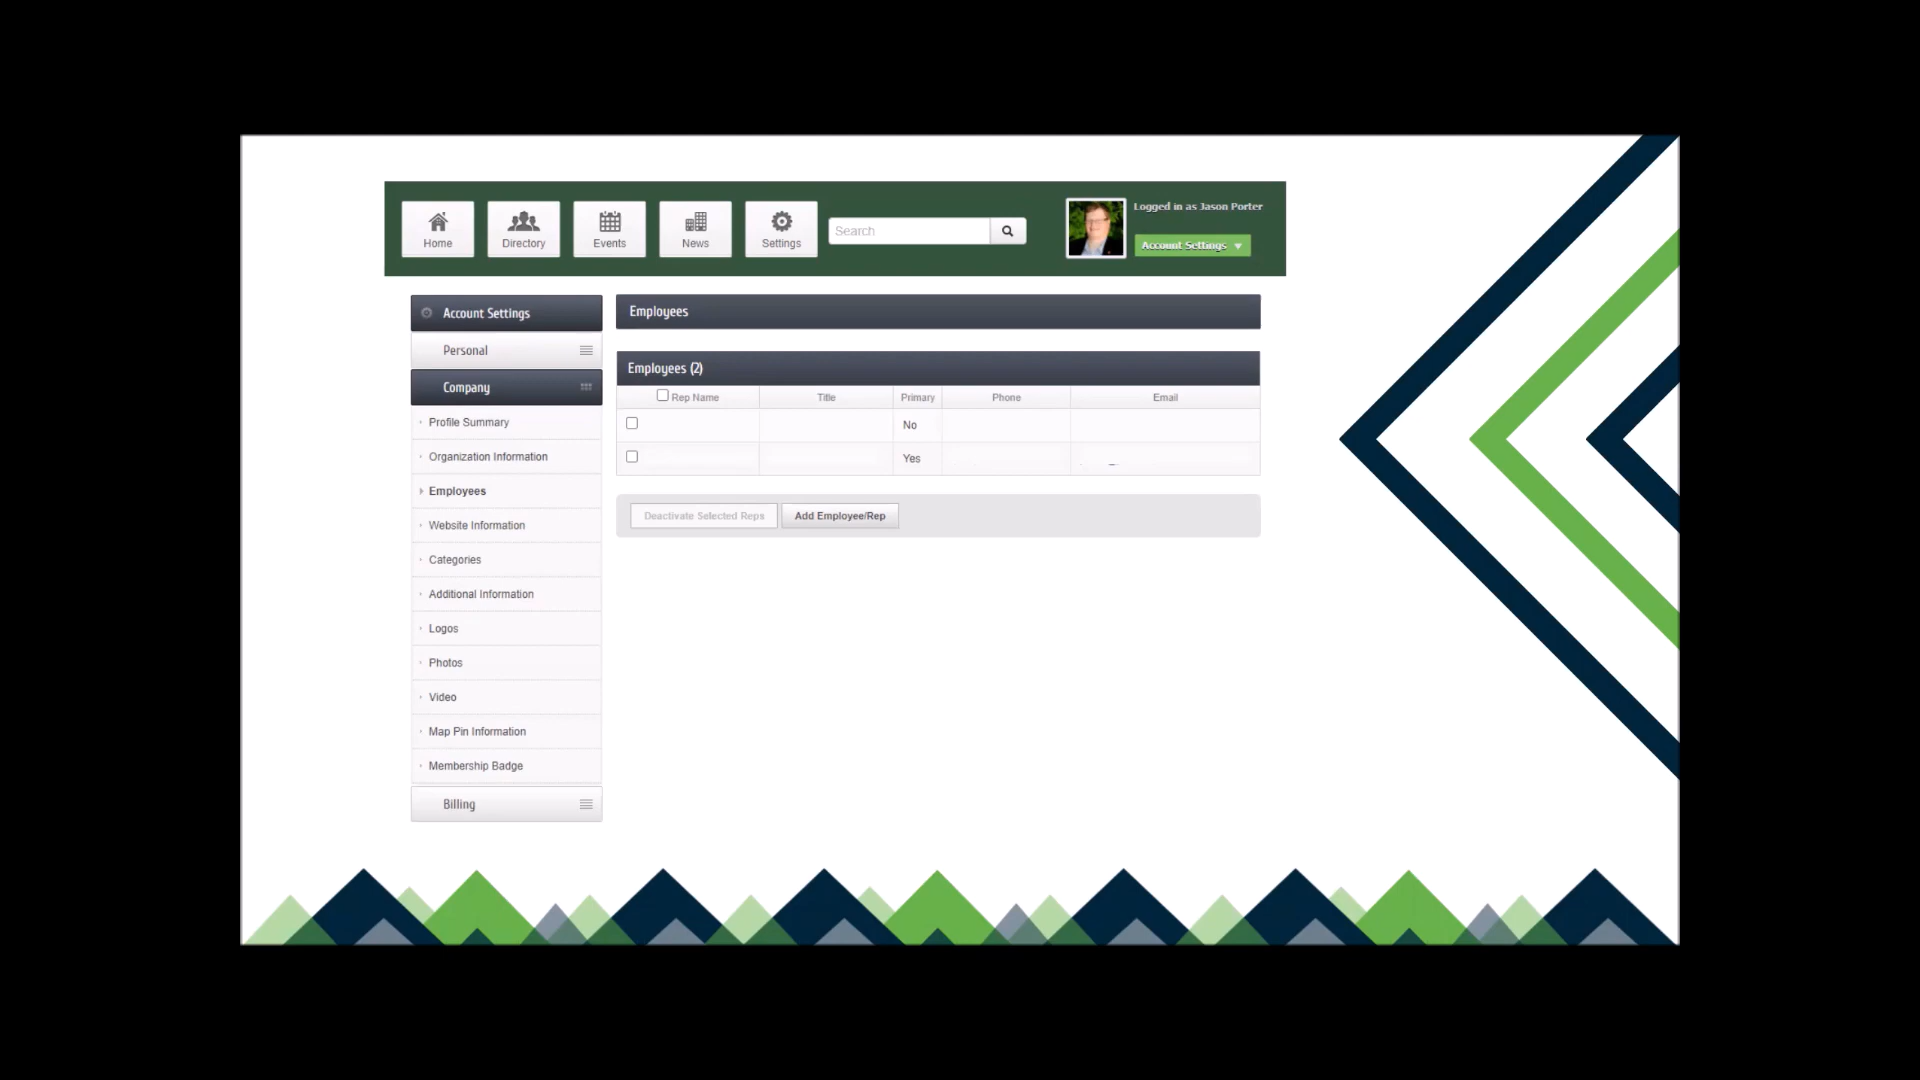 Home
Directory
Events
News
Settings
Search
Logged in as Jason Porter
Account Settings
Account Settings
Personal
Company
Profile Summary
Organization Information
Employees
Website Information
Categories
Additional Information
Logos
Photos
Video
Map Pin Information
Membership Badge
Billing
Employees
Employees (2)
Rep Name Title Primary Phone Email
No
Yes
Deactivate Selected Reps Add Employee/Rep